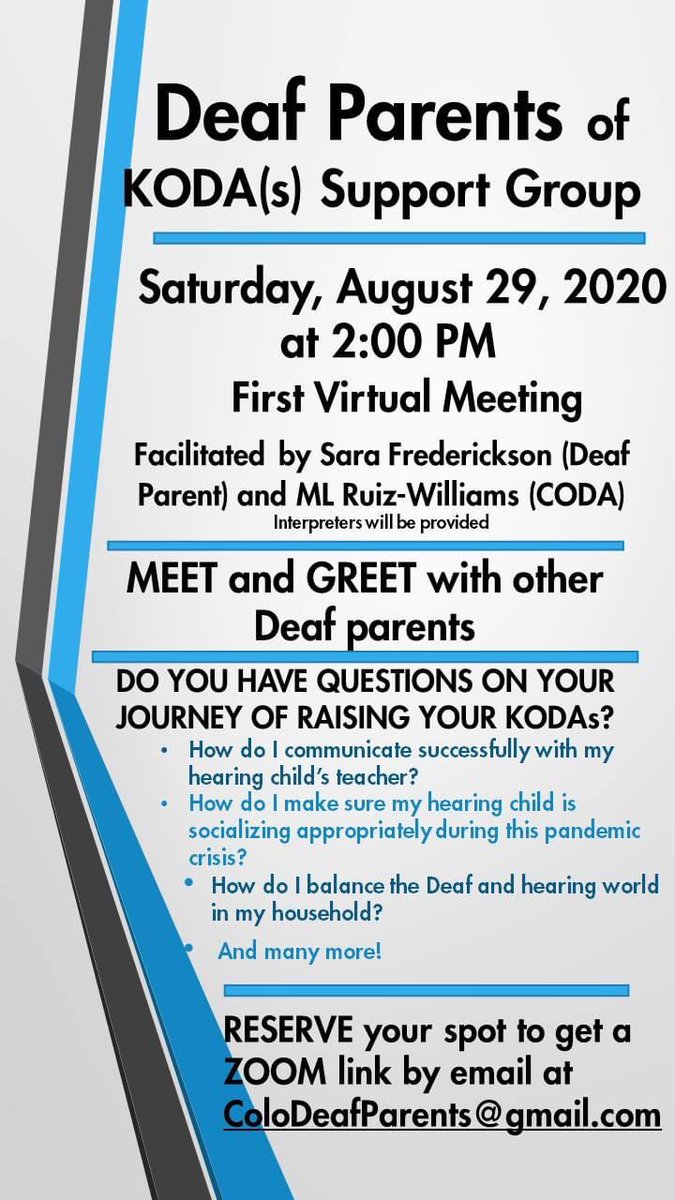 Deaf Parents of
KODA(s) Support Group
Saturday, August 29, 2020
at 2:00 PM
First Virtual Meeting
Facilitated by Sara Frederickson (Deaf
Parent) and ML Ruiz-Williams (CODA)
Interpreters will be provided
MEET and GREET with other
Deaf parents
DO YOU HAVE QUESTIONS ON YOUR
JOURNEY OF RAISING YOUR KODAs?
• How do I communicate successfully with my
hearing child's teacher?
• How do I make sure my hearing child is
socializing appropriately during this pandemic
crisis?
• How do I balance the Deaf and hearing world
in my household?
• And many more!
RESERVE your spot to get a
ZOOM link by email at
ColoDeafParents@gmail.com